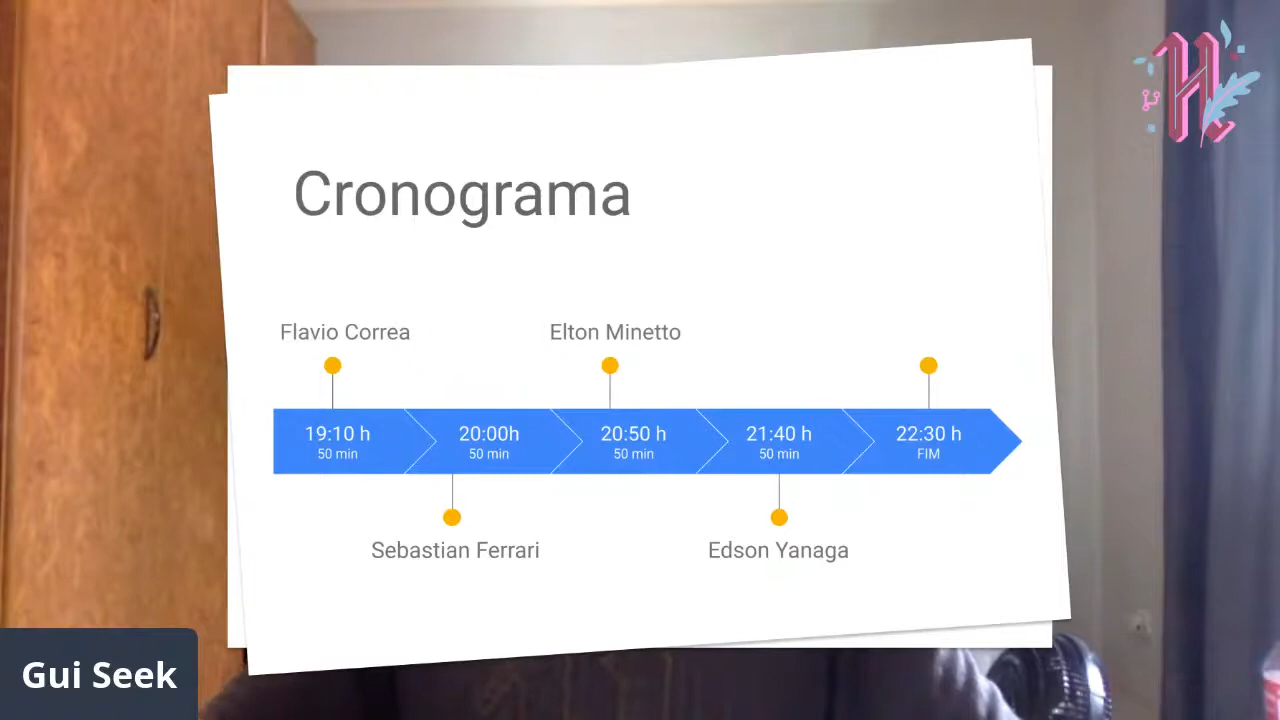 Cronograma
Flavio Correa
Elton Minetto
19:10 h
50 min
20:00h
50 min
20:50 h
50 min
21:40 h
50 min
22:30 h
FIM
Sebastian Ferrari
Edson Yanaga
Gui Seek